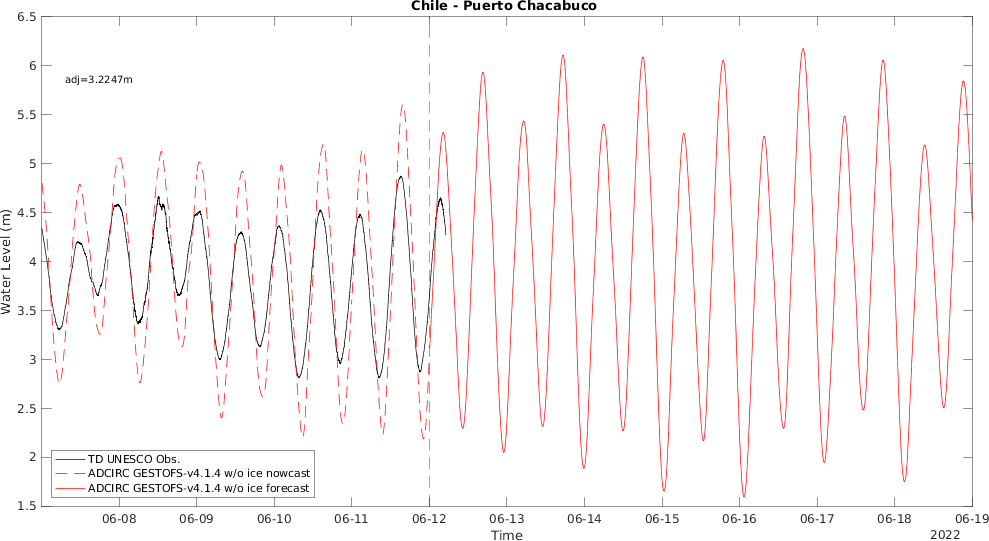 Chile - Puerto Chacabuco
6.5
6
5.5
5
4.5
4
3.5
3
2.5
2
1.5
Water Level (m)
adj=3.2247m
TD UNESCO Obs.
ADCIRC GESTOFS-v4.1.4 w/o ice nowcast
ADCIRC GESTOFS-v4.1.4 w/o ice forecast
06-08 06-09 06-10 06-11 06-12 06-13 06-14 06-15 06-16 06-17 06-18 06-19
Time
2022